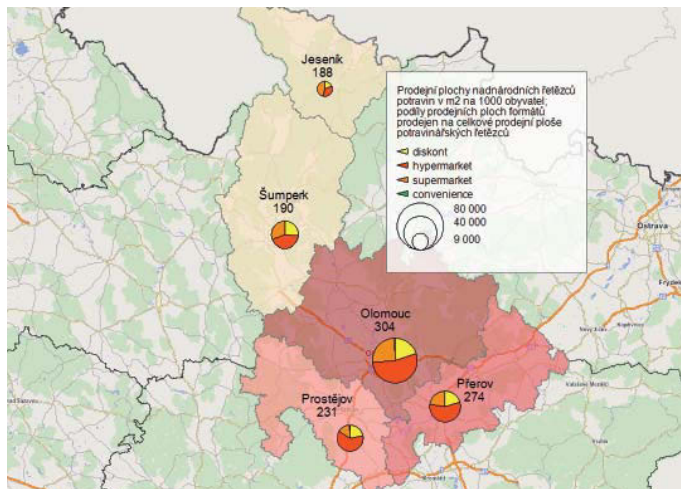 Jeseník
188
Prodejní plochy nadnárodních řetězců
potravin v m2 na 1000 obyvatel;
podíly prodejních ploch formátů
prodejen na celkové prodejní ploše
potravinářských řetězců
diskont
hypermarket
supermarket
convenience
80 000
40 000
9 000
Šumperk
190
Ostrava
Olomouc
304
Nový Jičín
Přerov
274
Prostějov
231